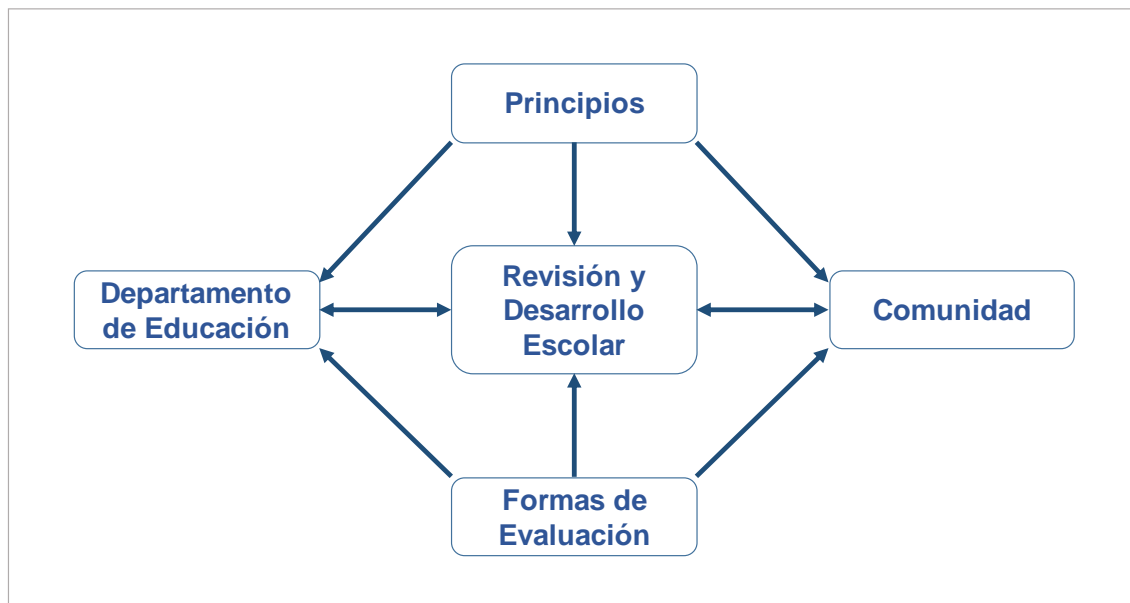 Principios
Departamento
de Educación
Revisión y
Desarrollo
Escolar
Comunidad
Formas de
Evaluación